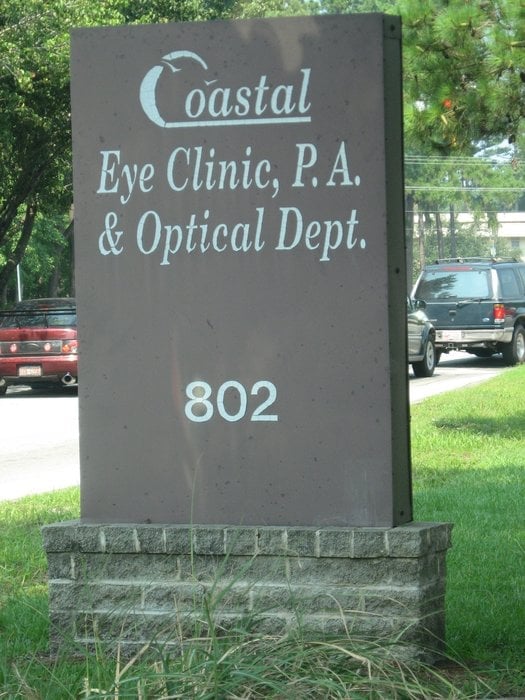 Coastal
Eye Clinic, P.A.
& Optical Dept.
802